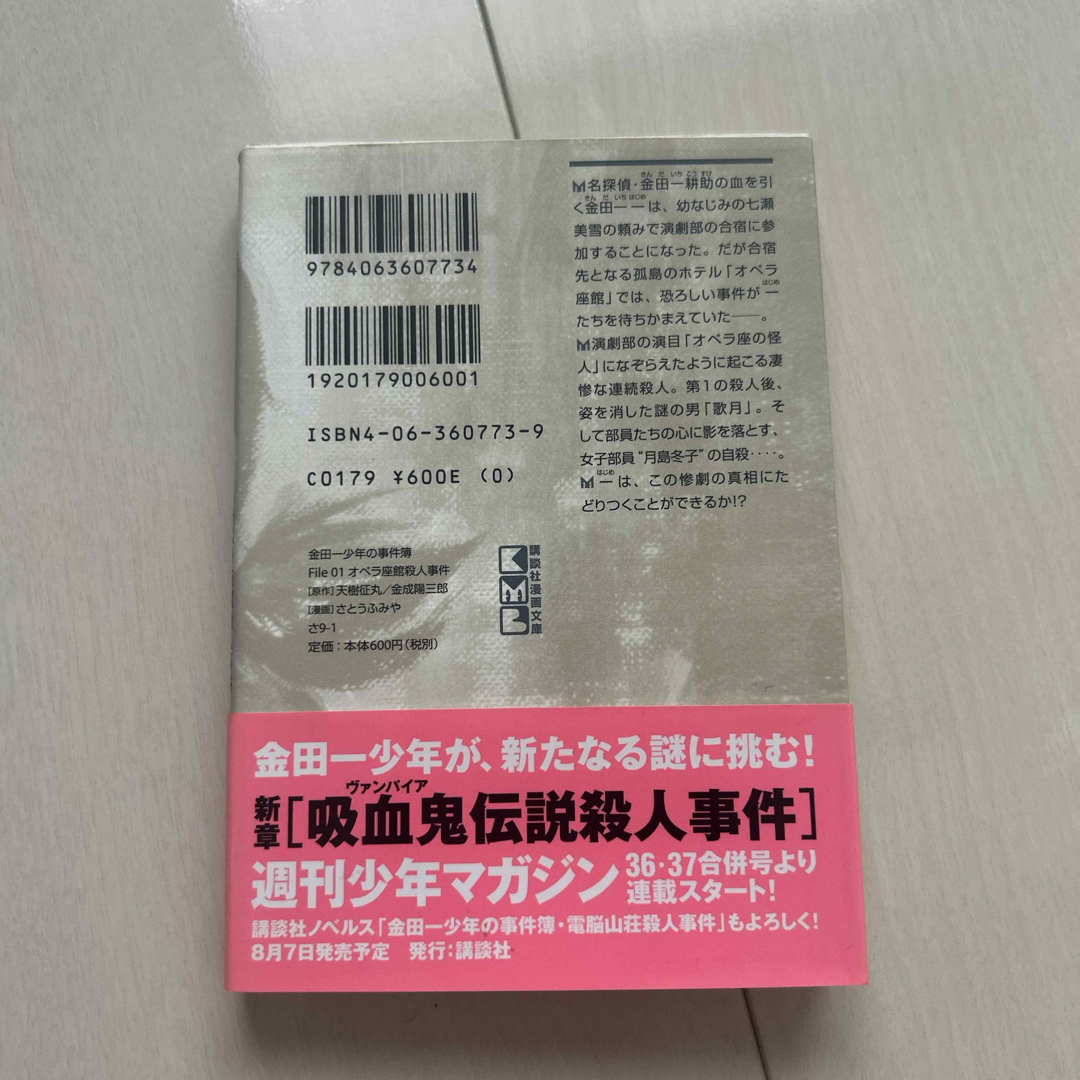 9784063607734
1920179006001
ISBN4-06-360773-9
C0179 ¥600E (0)
名探偵・金田一耕助の血を引
く金田一一は、幼なじみの七瀬
美雪の頼みで演劇部の合宿に参
加することになった。だが合宿
先となる孤島のホテル「オペラ
座館」では、恐ろしい事件が一
たちを待ちかまえていた——。
演劇部の演目「オペラ座の怪
人」になぞらえたように起こる凄
惨な連続殺人。第1の殺人後、
姿を消した謎の男「歌月」。そ
して部員たちの心に影を落とす、
女子部員“月島冬子”の自殺‥‥。
一は、この惨劇の真相にた
どりつくことができるか!?
金田一少年の事件簿
File 01 オペラ座館殺人事件
[原作]天樹征丸/金成陽三郎
[漫画]さとうふみや
さ9-1
定価:本体600円(税別)
KMB
講談社漫画文庫
金田一少年が、新たなる謎に挑む!
ヴァンパイア
新章[吸血鬼伝説殺人事件]
週刊少年マガジン 36・37合併号より
連載スタート!
講談社ノベルス「金田一少年の事件簿・電脳山荘殺人事件」もよろしく!
8月7日発売予定 発行:講談社